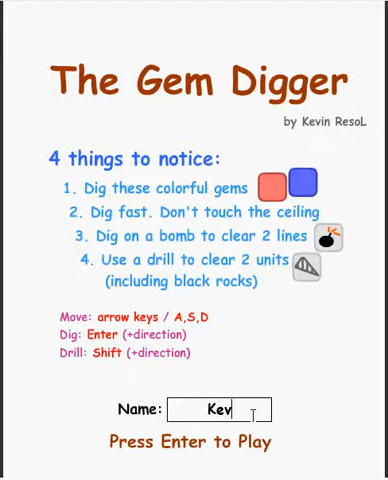 The Gem Digger
by Kevin ResoL
4 things to notice:
1. Dig these colorful gems
2. Dig fast. Don't touch the ceiling
3. Dig on a bomb to clear 2 lines
4. Use a drill to clear 2 units
(including black rocks)
Move: arrow keys / A,S,D
Dig: Enter (+direction)
Drill: Shift (+direction)
Name: Kev
Press Enter to Play